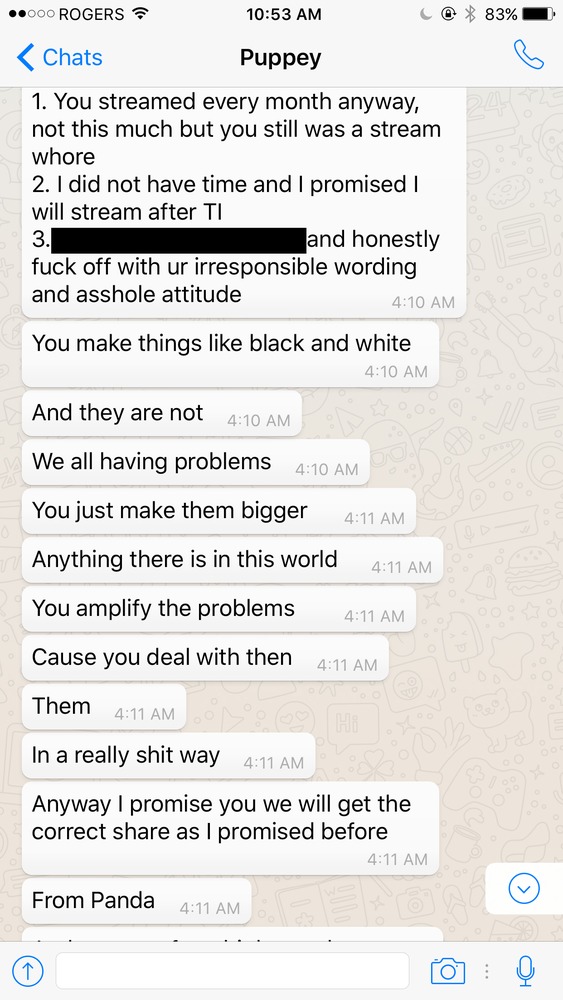 ROGERS 10:53 AM 83%
Chats Puppey
1. You streamed every month anyway,
not this much but you still was a stream
whore
2. I did not have time and I promised I
will stream after TI
3. and honestly
fuck off with ur irresponsible wording
and asshole attitude
4:10 AM
You make things like black and white
4:10 AM
And they are not 4:10 AM
We all having problems 4:10 AM
You just make them bigger 4:11 AM
Anything there is in this world 4:11 AM
You amplify the problems 4:11 AM
Cause you deal with then 4:11 AM
Them 4:11 AM
In a really shit way 4:11 AM
Anyway I promise you we will get the
correct share as I promised before
4:11 AM
From Panda 4:11 AM